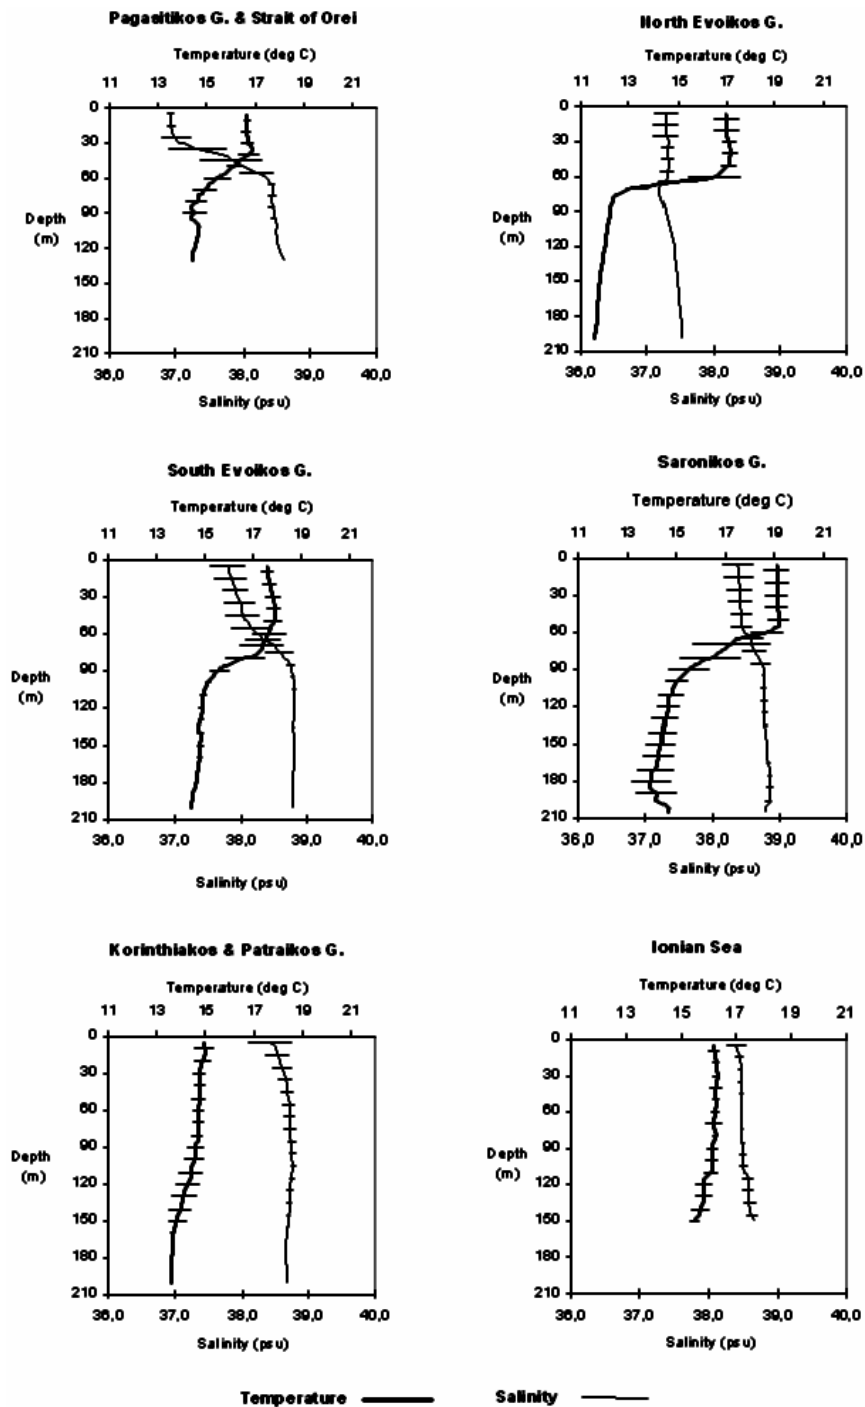 Pagasitikos G. & Strait of Orei
Temperature (deg C)
11 13 15 17 19 21
0
30
60
90
120
150
180
210
Depth
(m)
36,0 37,0 38,0 39,0 40,0
Salinity (psu)
North Evoikos G.
Temperature (deg C)
11 13 15 17 19 21
0
30
60
90
120
150
180
210
Depth
(m)
36,0 37,0 38,0 39,0 40,0
Salinity (psu)
South Evoikos G.
Temperature (deg C)
11 13 15 17 19 21
0
30
60
90
120
150
180
210
Depth
(m)
36,0 37,0 38,0 39,0 40,0
Salinity (psu)
Saronikos G.
Temperature (deg C)
11 13 15 17 19 21
0
30
60
90
120
150
180
210
Depth
(m)
36,0 37,0 38,0 39,0 40,0
Salinity (psu)
Korinthiakos & Patraikos G.
Temperature (deg C)
11 13 15 17 19 21
0
30
60
90
120
150
180
210
Depth
(m)
36,0 37,0 38,0 39,0 40,0
Salinity (psu)
Ionian Sea
Temperature (deg C)
11 13 15 17 19 21
0
30
60
90
120
150
180
210
Depth
(m)
36,0 37,0 38,0 39,0 40,0
Salinity (psu)
Temperature Salinity